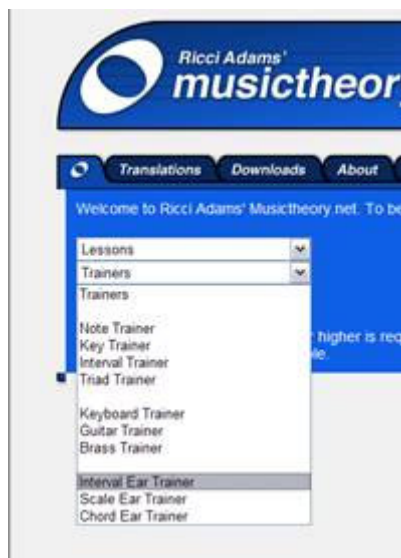 Ricci Adams'
musictheor
Translations Downloads About
Welcome to Ricci Adams' Musictheory.net. To be
Lessons
Trainers
Trainers
Note Trainer
Key Trainer
Interval Trainer
Triad Trainer
r higher is req
ble.
Keyboard Trainer
Guitar Trainer
Brass Trainer
Interval Ear Trainer
Scale Ear Trainer
Chord Ear Trainer